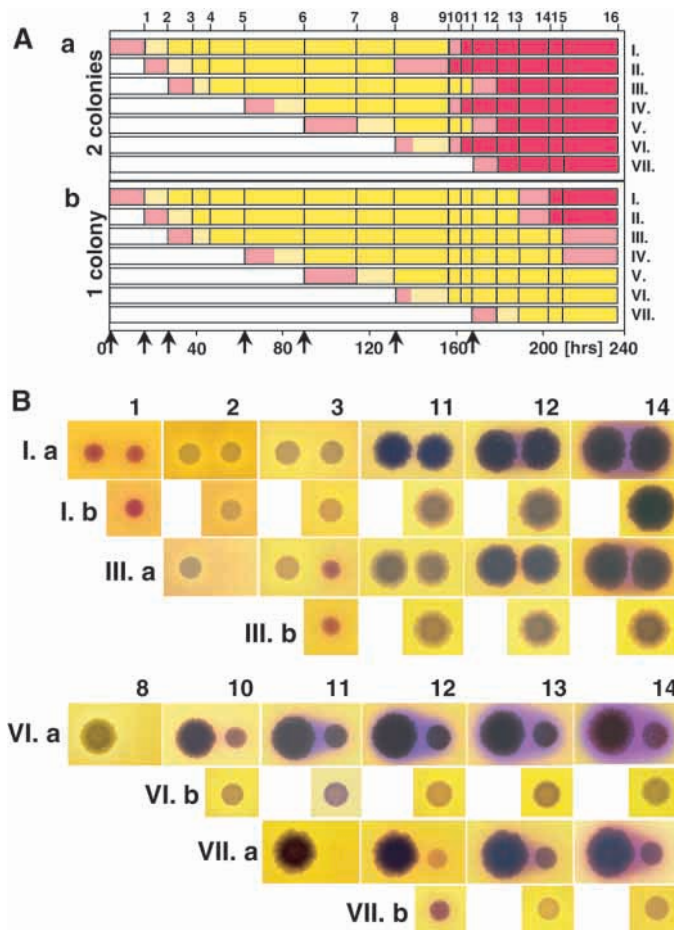 A
1 2 3 4 5 6 7 8 9 10 11 12 13 14 15 16
a
2 colonies
I.
II.
III.
IV.
V.
VI.
VII.
b
1 colony
I.
II.
III.
IV.
V.
VI.
VII.
0 40 80 120 160 200 [hrs] 240
B
1 2 3 11 12 14
I. a
I. b
III. a
III. b
8 10 11 12 13 14
VI. a
VI. b
VII. a
VII. b